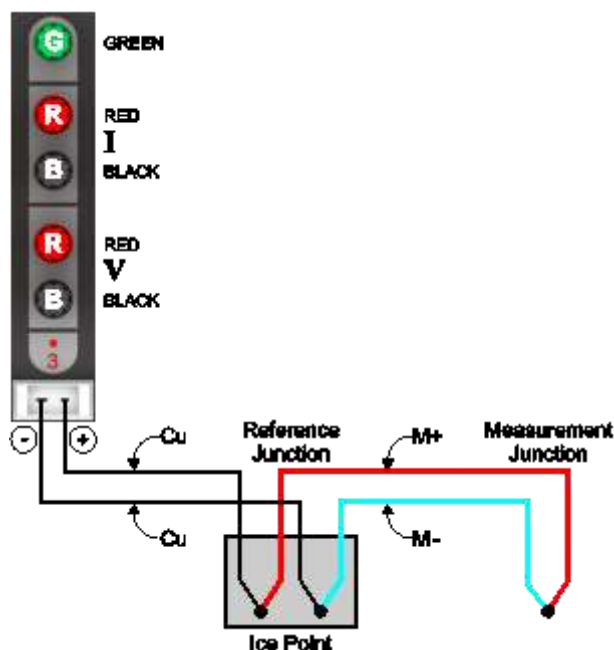 G GREEN
R RED
I
B BLACK
R RED
V
B BLACK
3
- +
Cu
Reference
Junction
M+
Measurement
Junction
Cu
M-
Ice Point